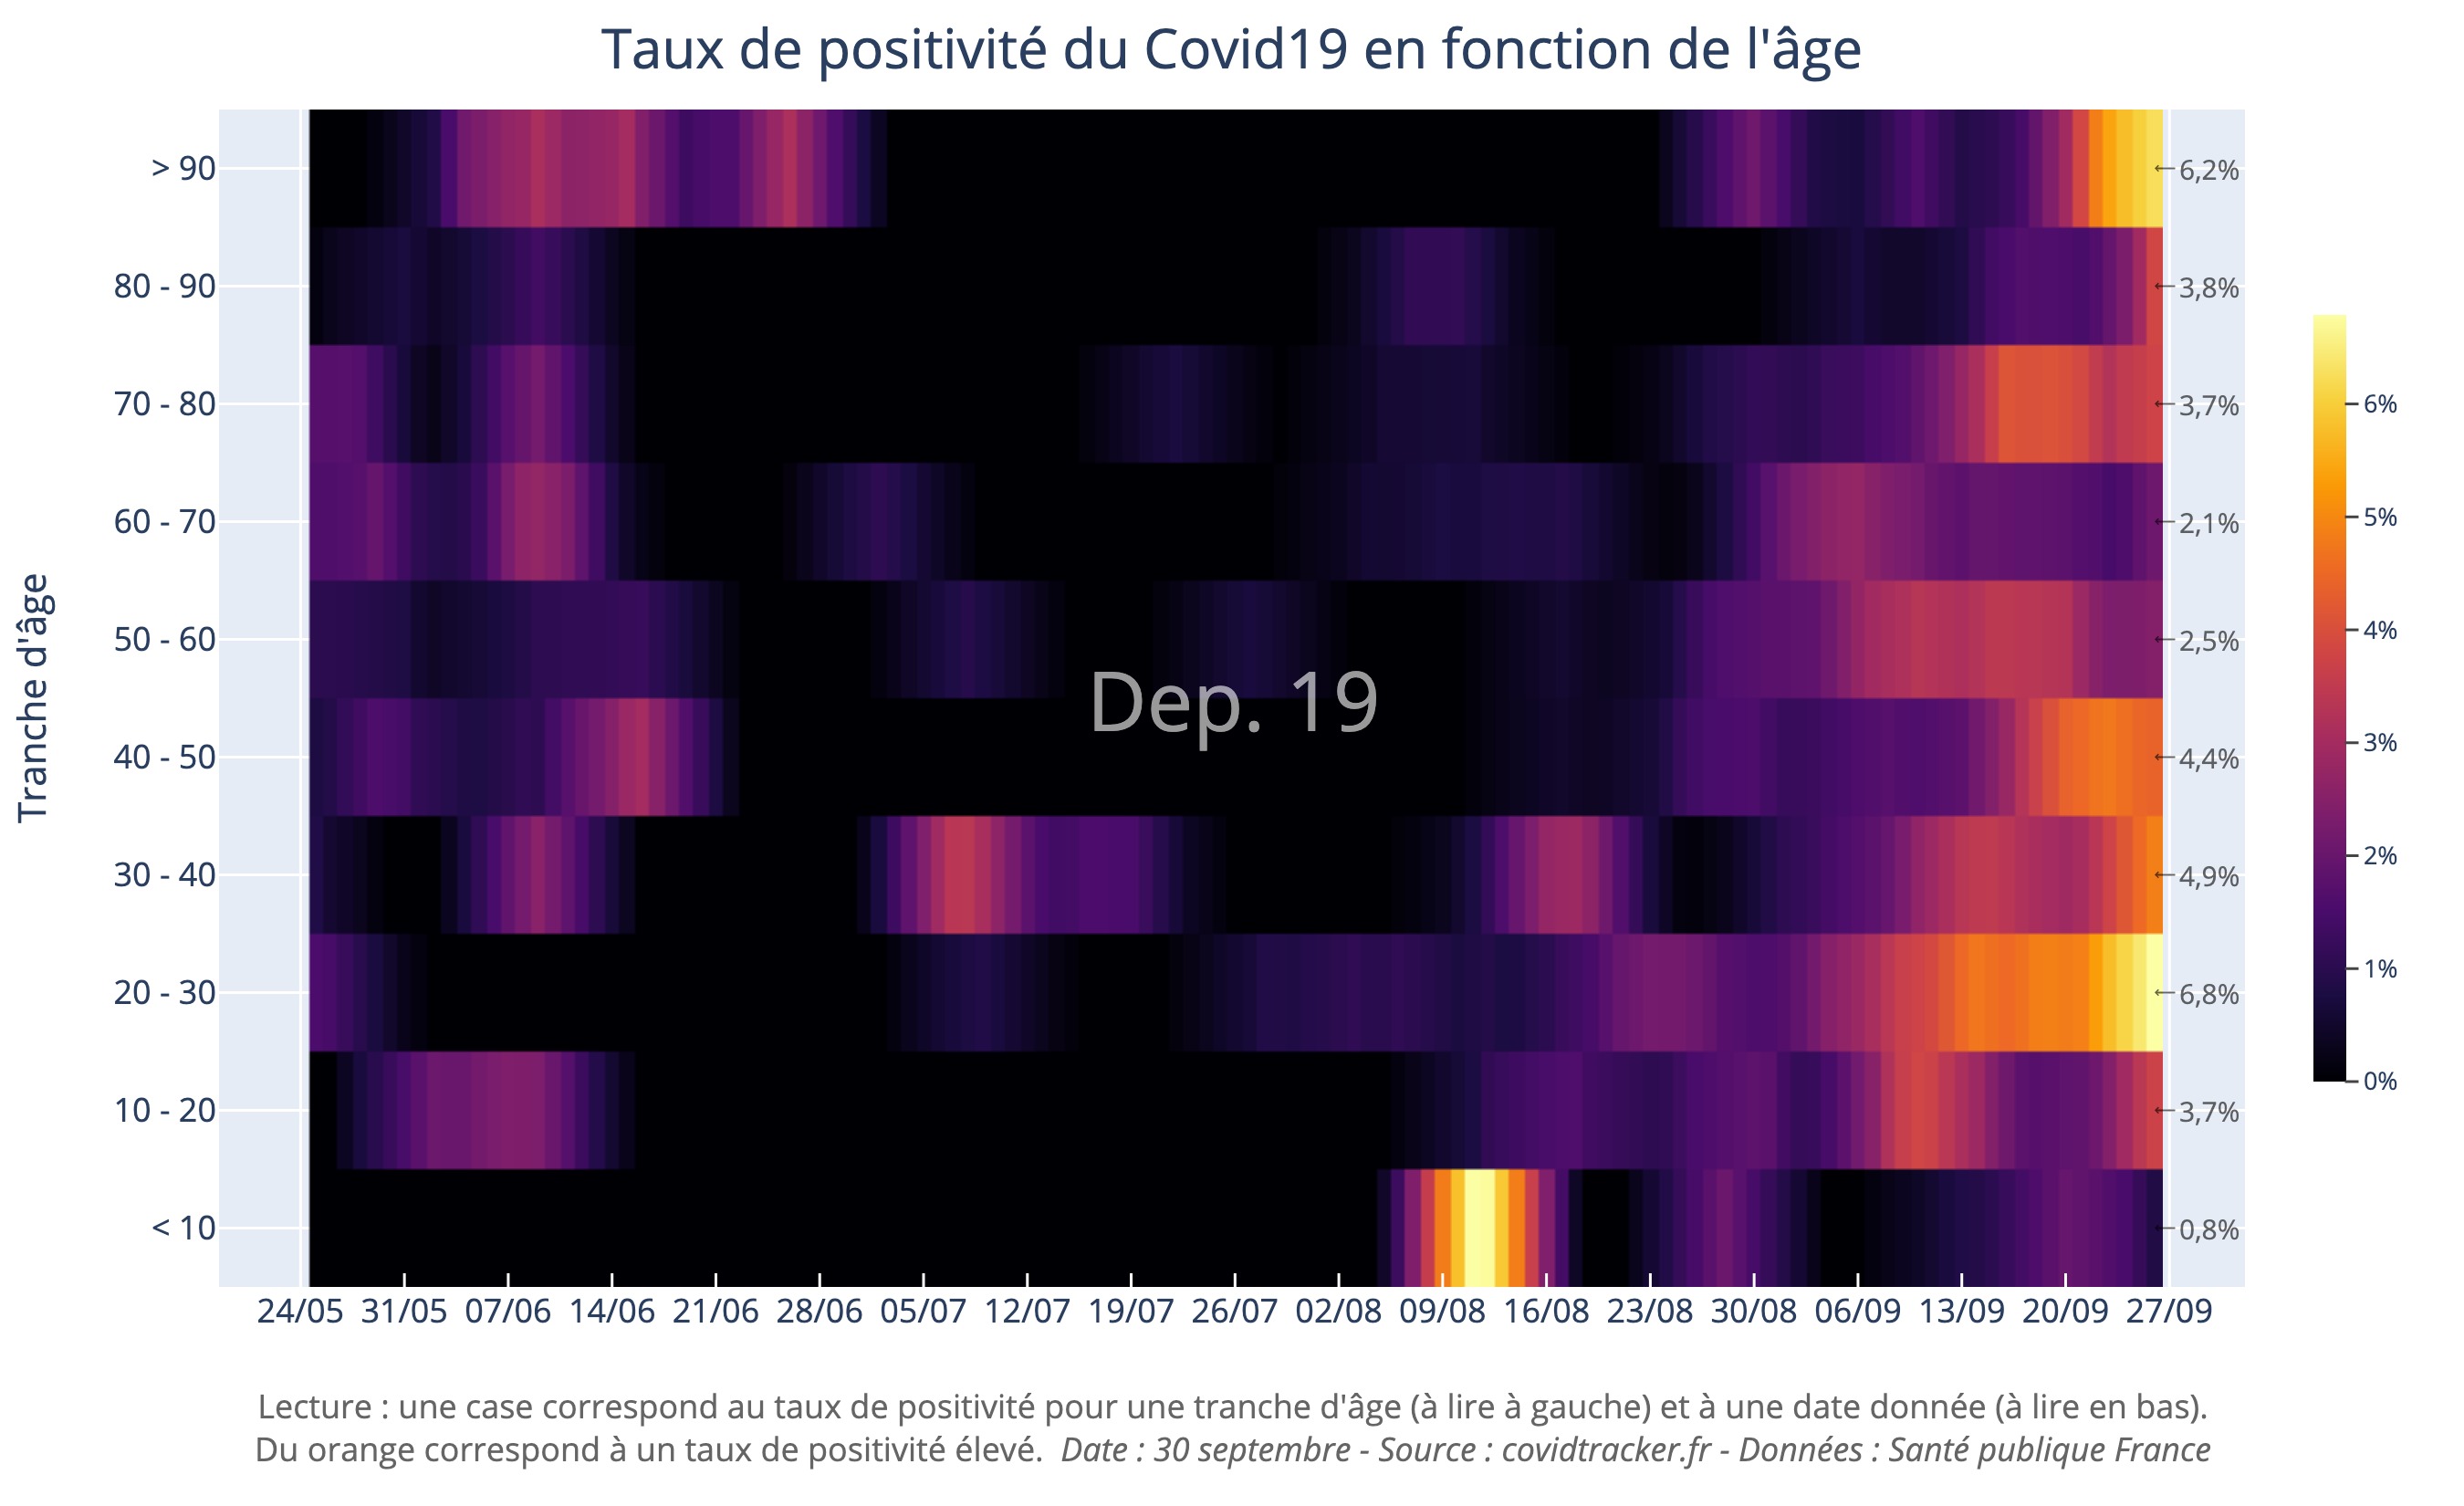 Taux de positivité du Covid19 en fonction de l'âge
Tranche d'âge
> 90
6,2%
80 - 90
3,8%
70 - 80
3,7%
60 - 70
2,1%
50 - 60
2,5%
40 - 50
4,4%
30 - 40
4,9%
20 - 30
6,8%
10 - 20
3,7%
< 10
0,8%
Dep. 19
6%
5%
4%
3%
2%
1%
0%
24/05 31/05 07/06 14/06 21/06 28/06 05/07 12/07 19/07 26/07 02/08 09/08 16/08 23/08 30/08 06/09 13/09 20/09 27/09
Lecture : une case correspond au taux de positivité pour une tranche d'âge (à lire à gauche) et à une date donnée (à lire en bas).
Du orange correspond à un taux de positivité élevé. Date : 30 septembre - Source : covidtracker.fr - Données : Santé publique France